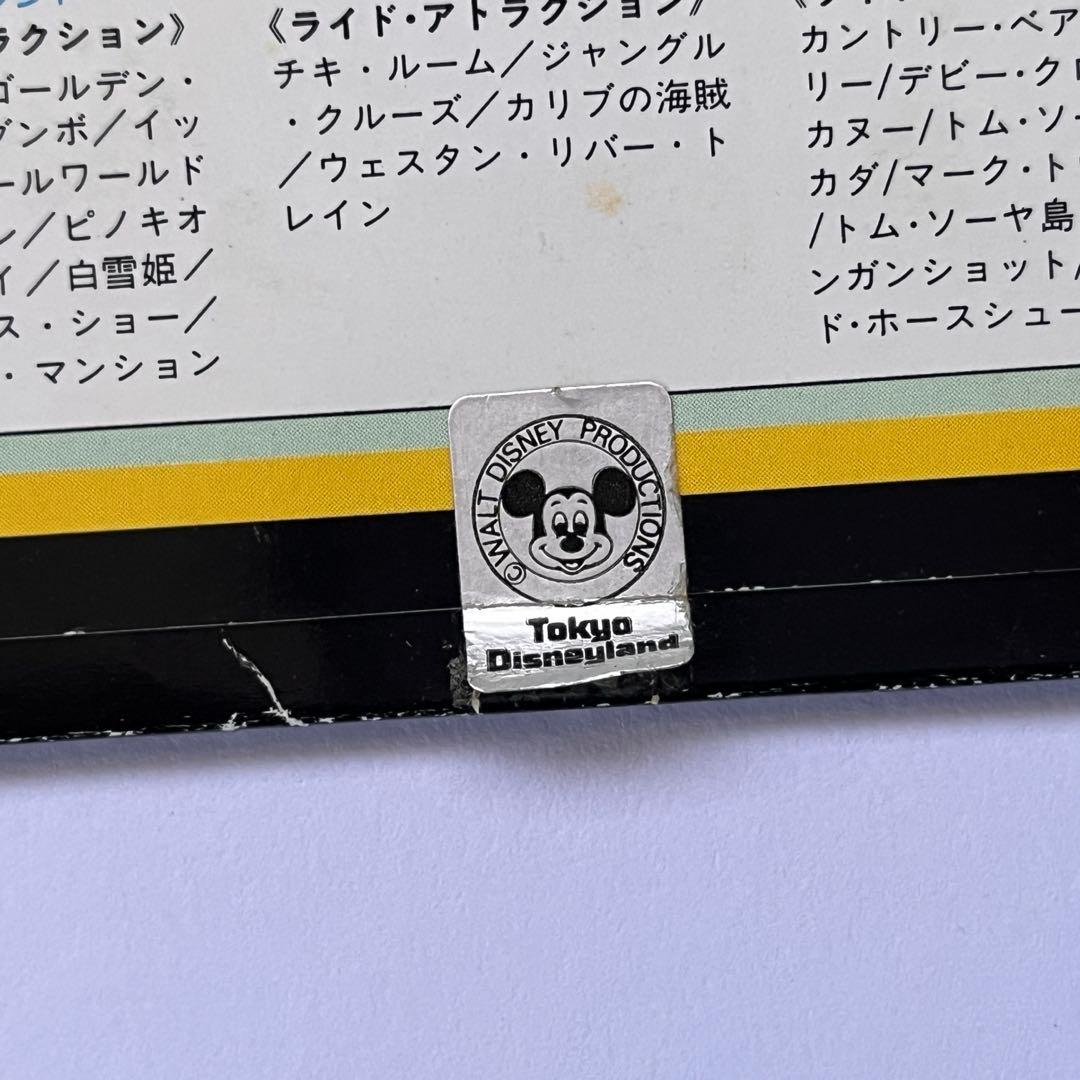 ラクション》
ゴールデン・
ダンボ／イッ
ールワールド
／ピノキオ
イ／白雪姫／
ス・ショー／
・マンション
《ライド・アトラクション》
チキ・ルーム／ジャングル
・クルーズ／カリブの海賊
／ウェスタン・リバー・ト
レイン
カントリー・ベア
リー/デビー・クロ
カヌー/トム・ソー
カダ/マーク・ト
/トム・ソーヤ島
ンガンショット/
ド・ホースシュー
©WALT DISNEY PRODUCTIONS
Tokyo
Disneyland